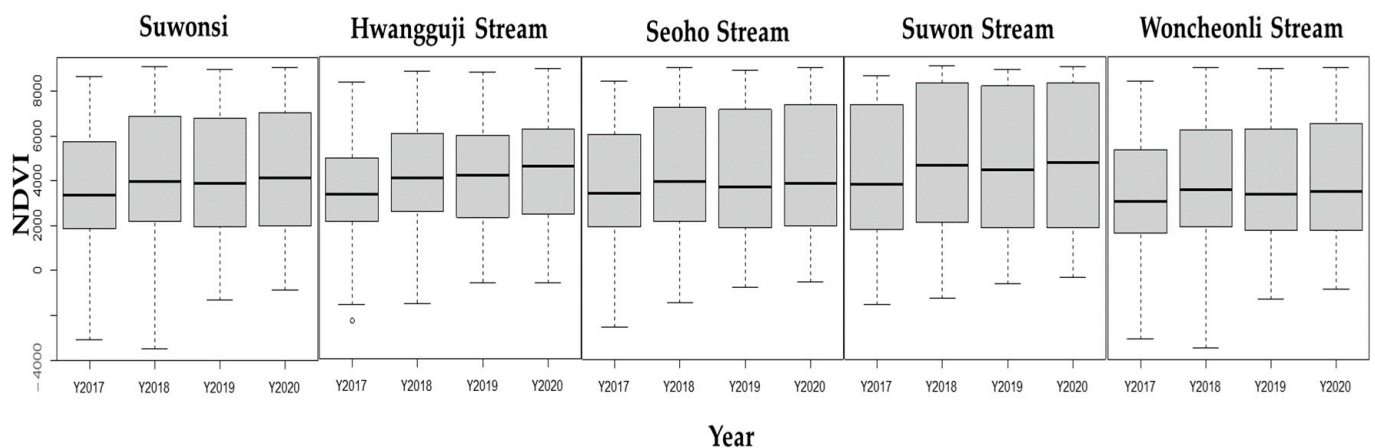 Suwonsi Hwangguji Stream Seoho Stream Suwon Stream Woncheonli Stream
8000
6000
4000
2000
0
−4000
NDVI
Y2017 Y2018 Y2019 Y2020 Y2017 Y2018 Y2019 Y2020 Y2017 Y2018 Y2019 Y2020 Y2017 Y2018 Y2019 Y2020 Y2017 Y2018 Y2019 Y2020
Year